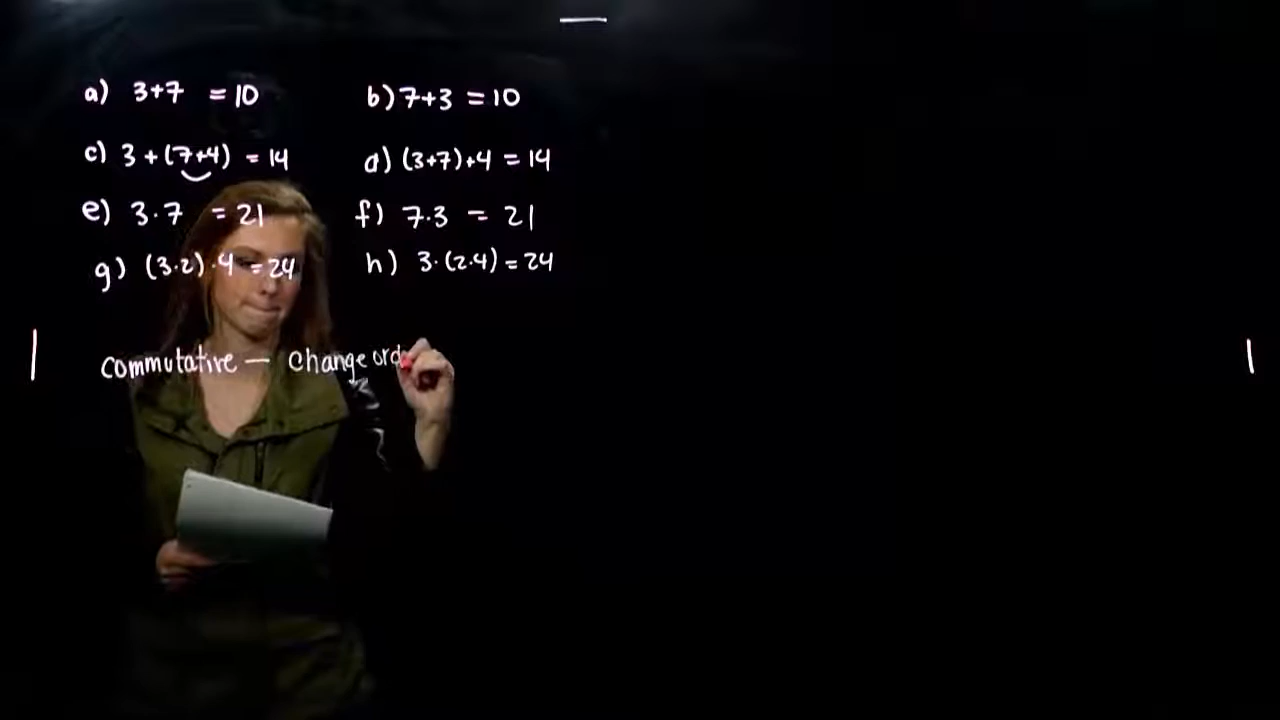 a) 3+7 = 10 b) 7+3 = 10
c) 3+(7+4) = 14 d) (3+7)+4 = 14
e) 3·7 = 21 f) 7·3 = 21
g) (3·2)·4 = 24 h) 3·(2·4) = 24
commutative — change ord